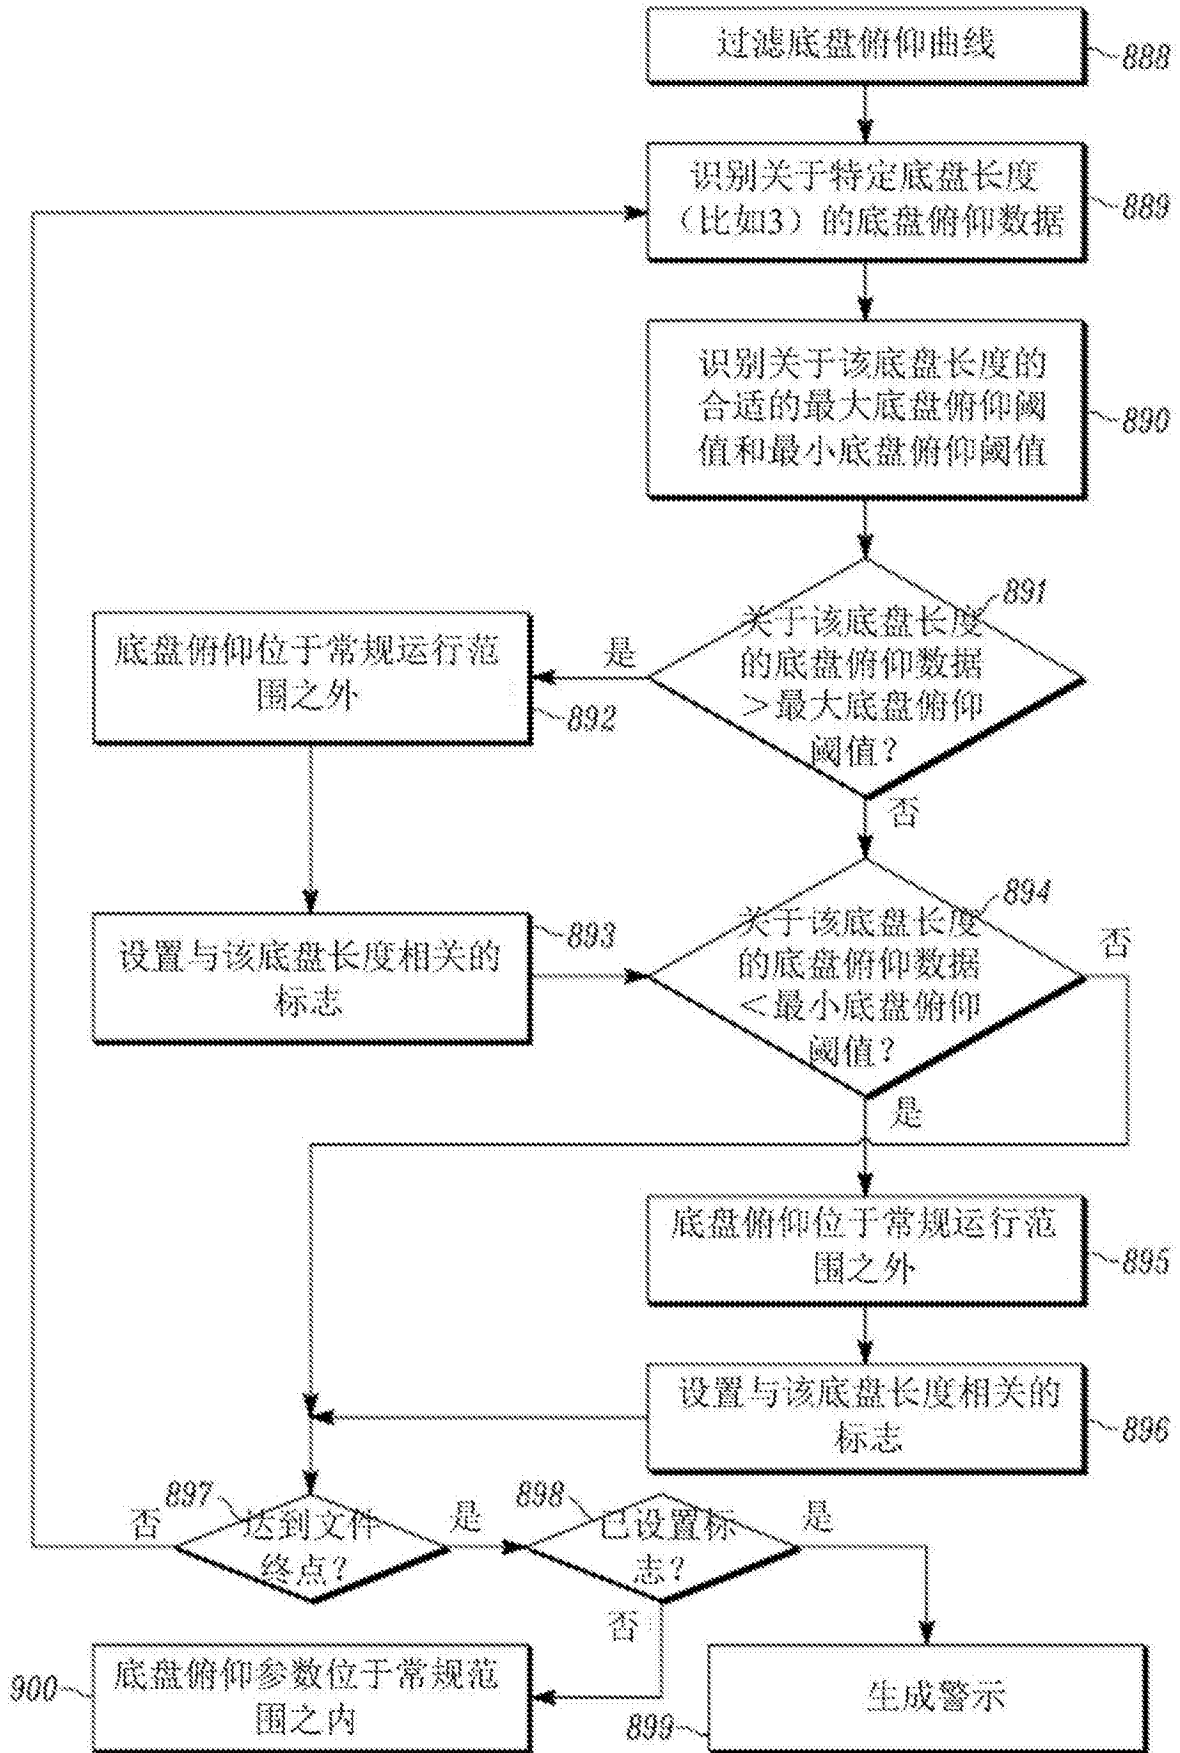 过滤底盘俯仰曲线
888
识别关于特定底盘长度
（比如3）的底盘俯仰数据
889
识别关于该底盘长度的
合适的最大底盘俯仰阈
值和最小底盘俯仰阈值
890
891
关于该底盘长度
的底盘俯仰数据
＞最大底盘俯仰
阈值？
是
否
底盘俯仰位于常规运行范
围之外
892
设置与该底盘长度相关的
标志
893
894
关于该底盘长度
的底盘俯仰数据
＜最小底盘俯仰
阈值？
否
是
底盘俯仰位于常规运行范
围之外
895
设置与该底盘长度相关的
标志
896
897
否
达到文件
终点？
是
898
已设置标
志？
是
否
900
底盘俯仰参数位于常规范
围之内
生成警示
899